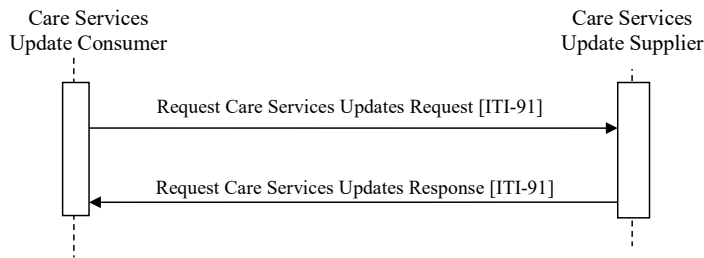 Care Services
Update Consumer
Care Services
Update Supplier
Request Care Services Updates Request [ITI-91]
Request Care Services Updates Response [ITI-91]